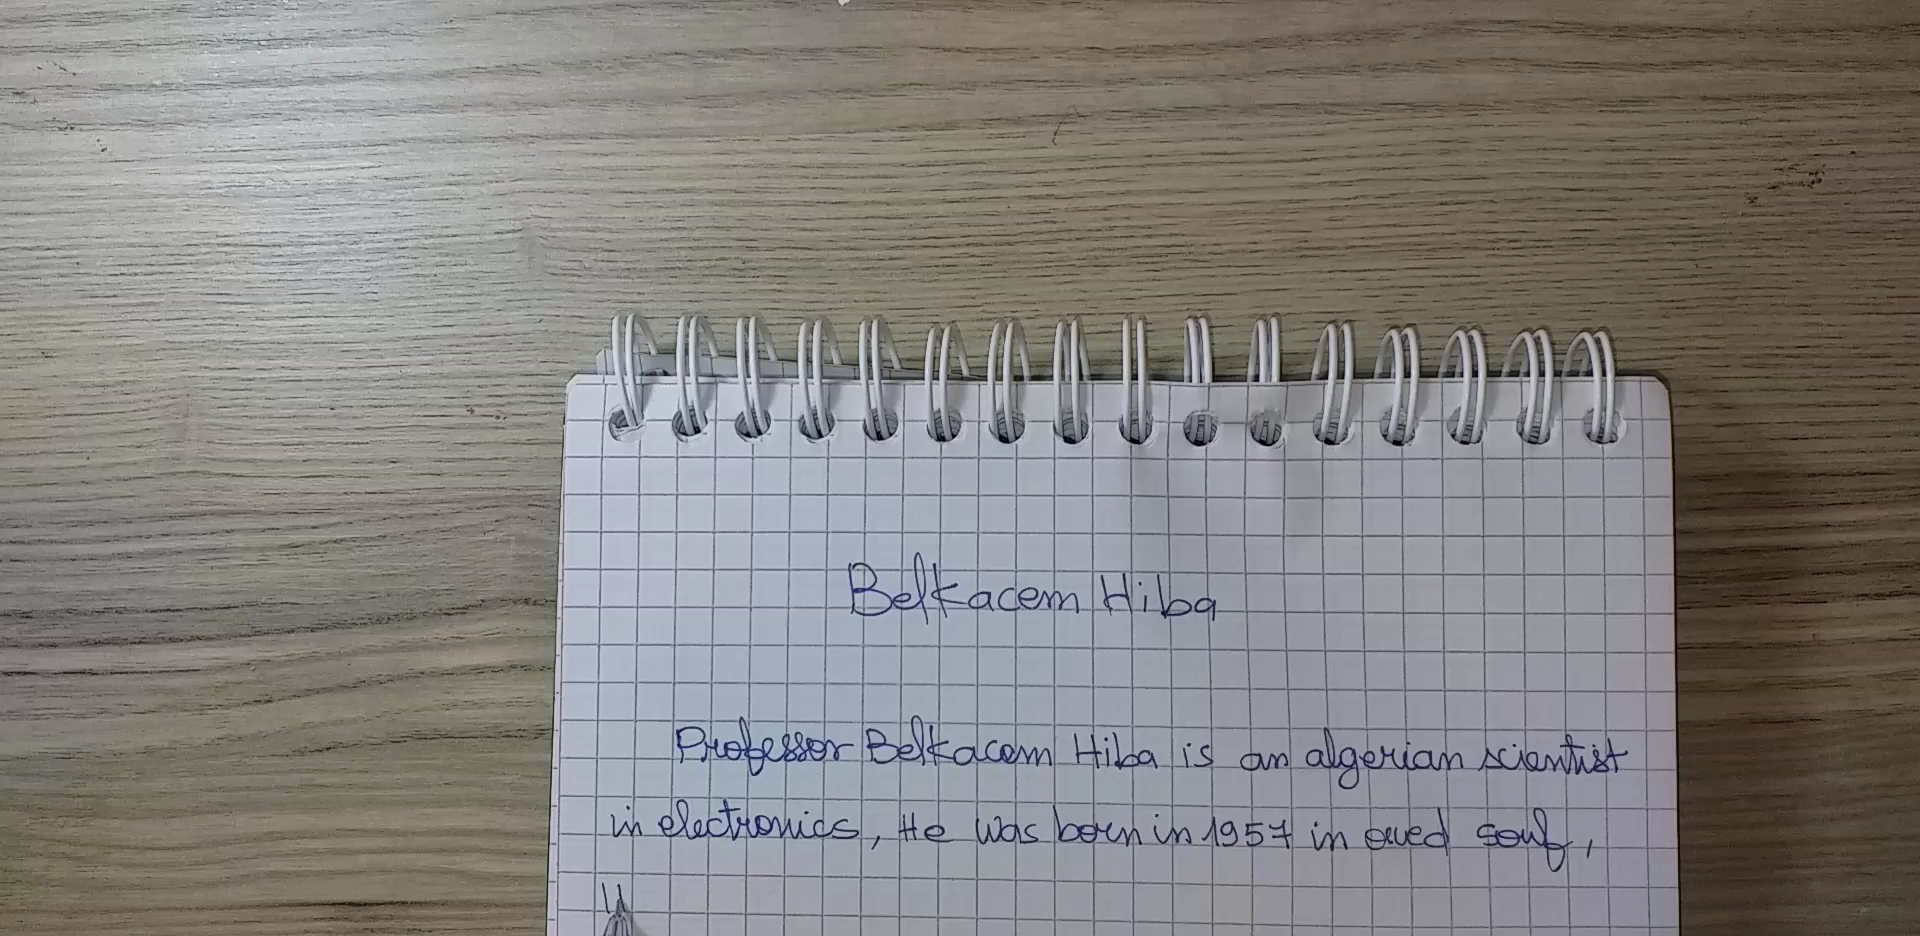 Belkacem Hiba
Professor Belkacem Hiba is an algerian scientist
in electronics, He was born in 1957 in oued souf,